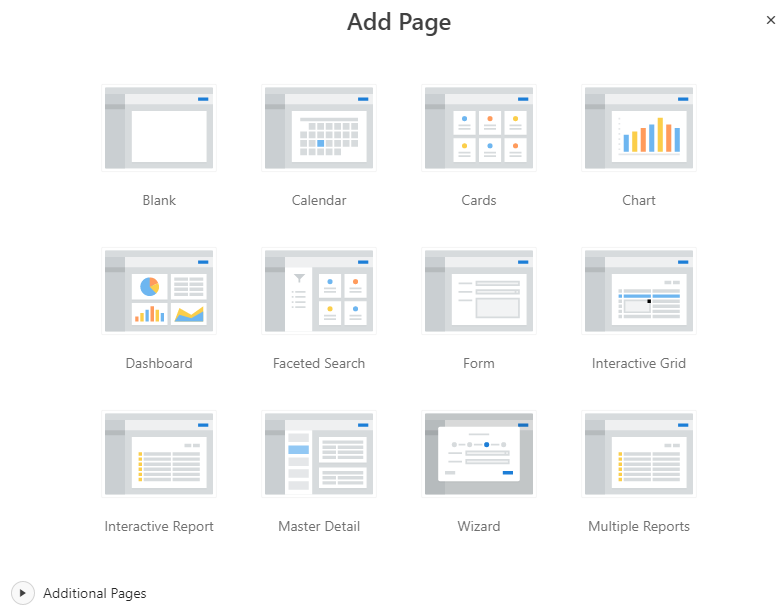 Add Page
×
Blank
Calendar
Cards
Chart
Dashboard
Faceted Search
Form
Interactive Grid
Interactive Report
Master Detail
Wizard
Multiple Reports
Additional Pages